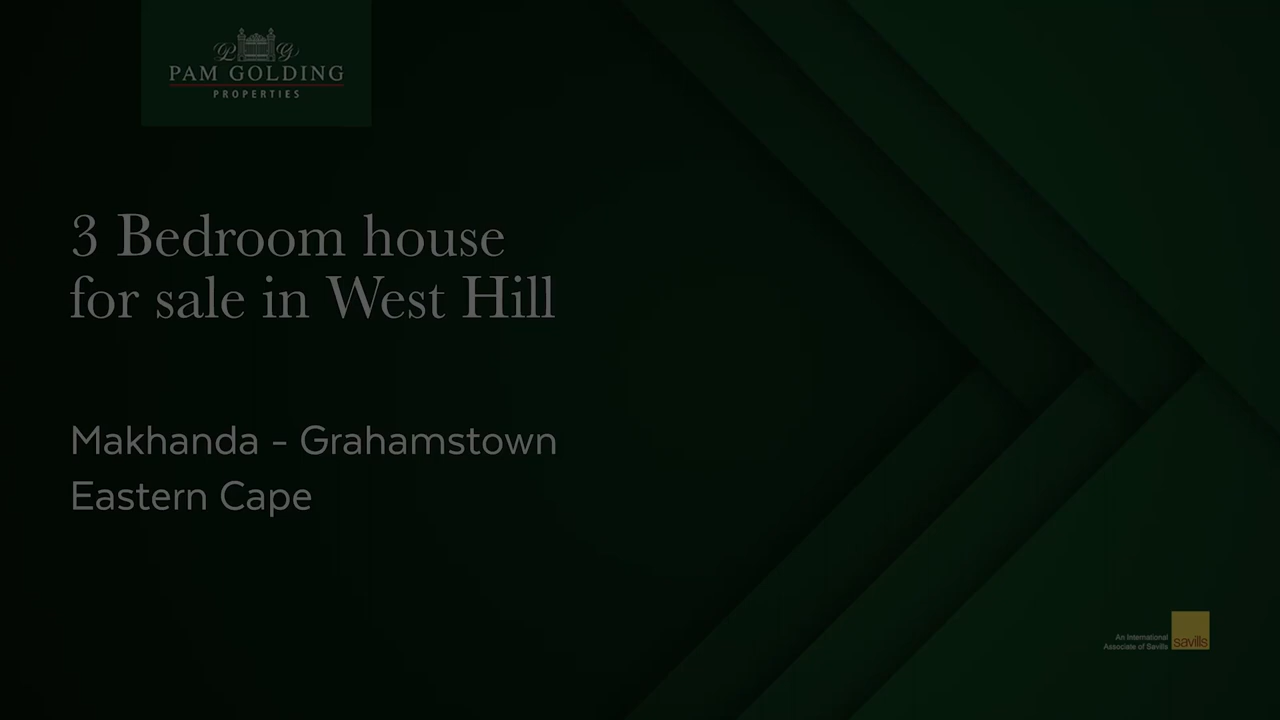 PAM GOLDING
PROPERTIES
3 Bedroom house
for sale in West Hill
Makhanda - Grahamstown
Eastern Cape
An International
Associate of Savills
savills